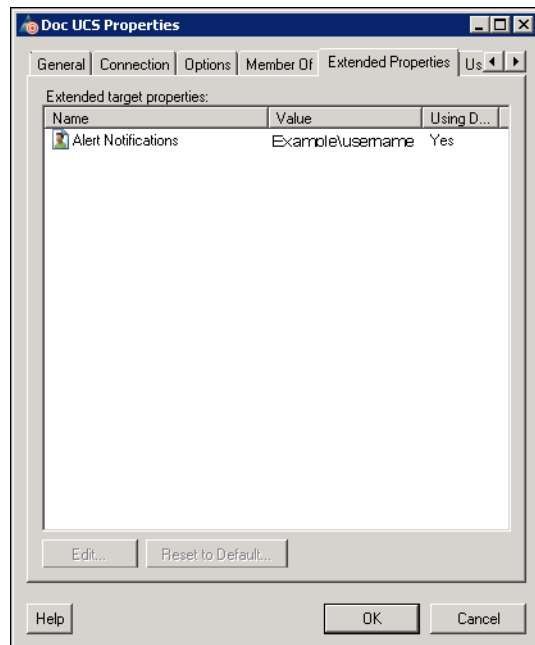 Doc UCS Properties
General Connection Options Member Of Extended Properties Us
Extended target properties:
Name Value Using D...
Alert Notifications Example\username Yes
Edit... Reset to Default...
Help OK Cancel